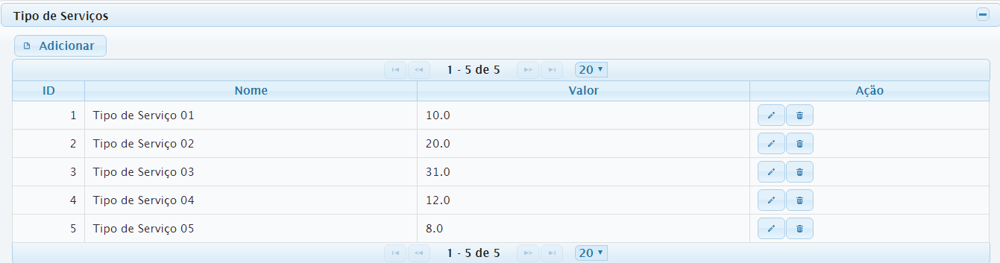 Tipo de Serviços
Adicionar
1 - 5 de 5 20
ID Nome Valor Ação
1 Tipo de Serviço 01 10.0
2 Tipo de Serviço 02 20.0
3 Tipo de Serviço 03 31.0
4 Tipo de Serviço 04 12.0
5 Tipo de Serviço 05 8.0
1 - 5 de 5 20